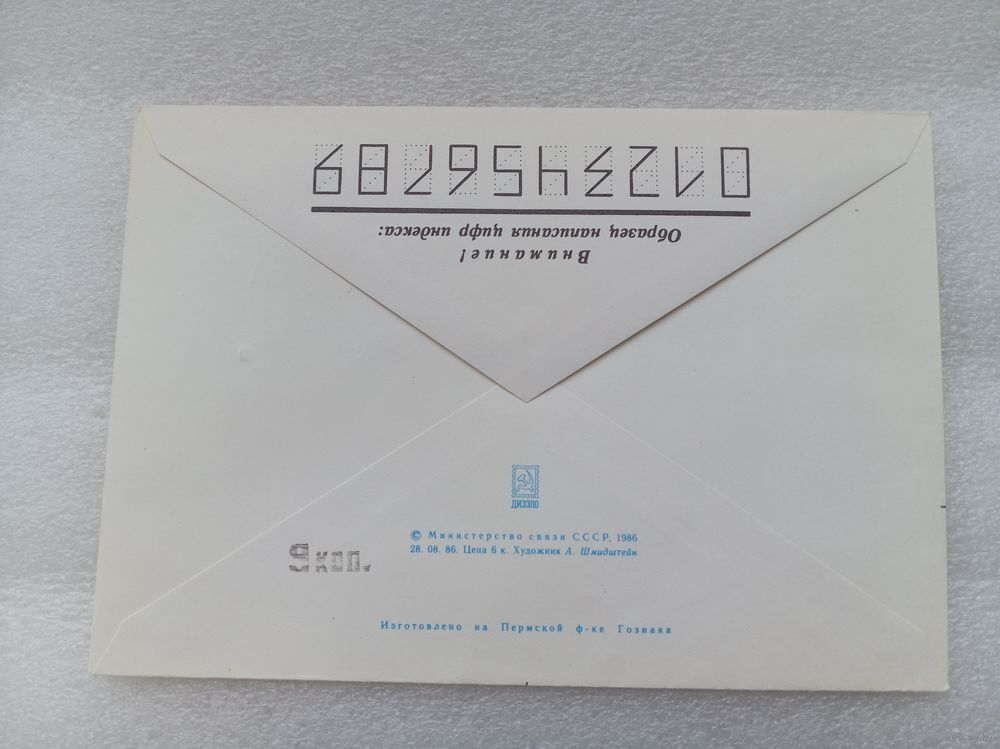 Внимание!
Образец написания цифр индекса:
0123456789
ДИЭЗПО
© Министерство связи СССР, 1986
28. 08. 86. Цена 6 к. Художник А. Шмидштейн
9 коп.
Изготовлено на Пермской ф-ке Гознака